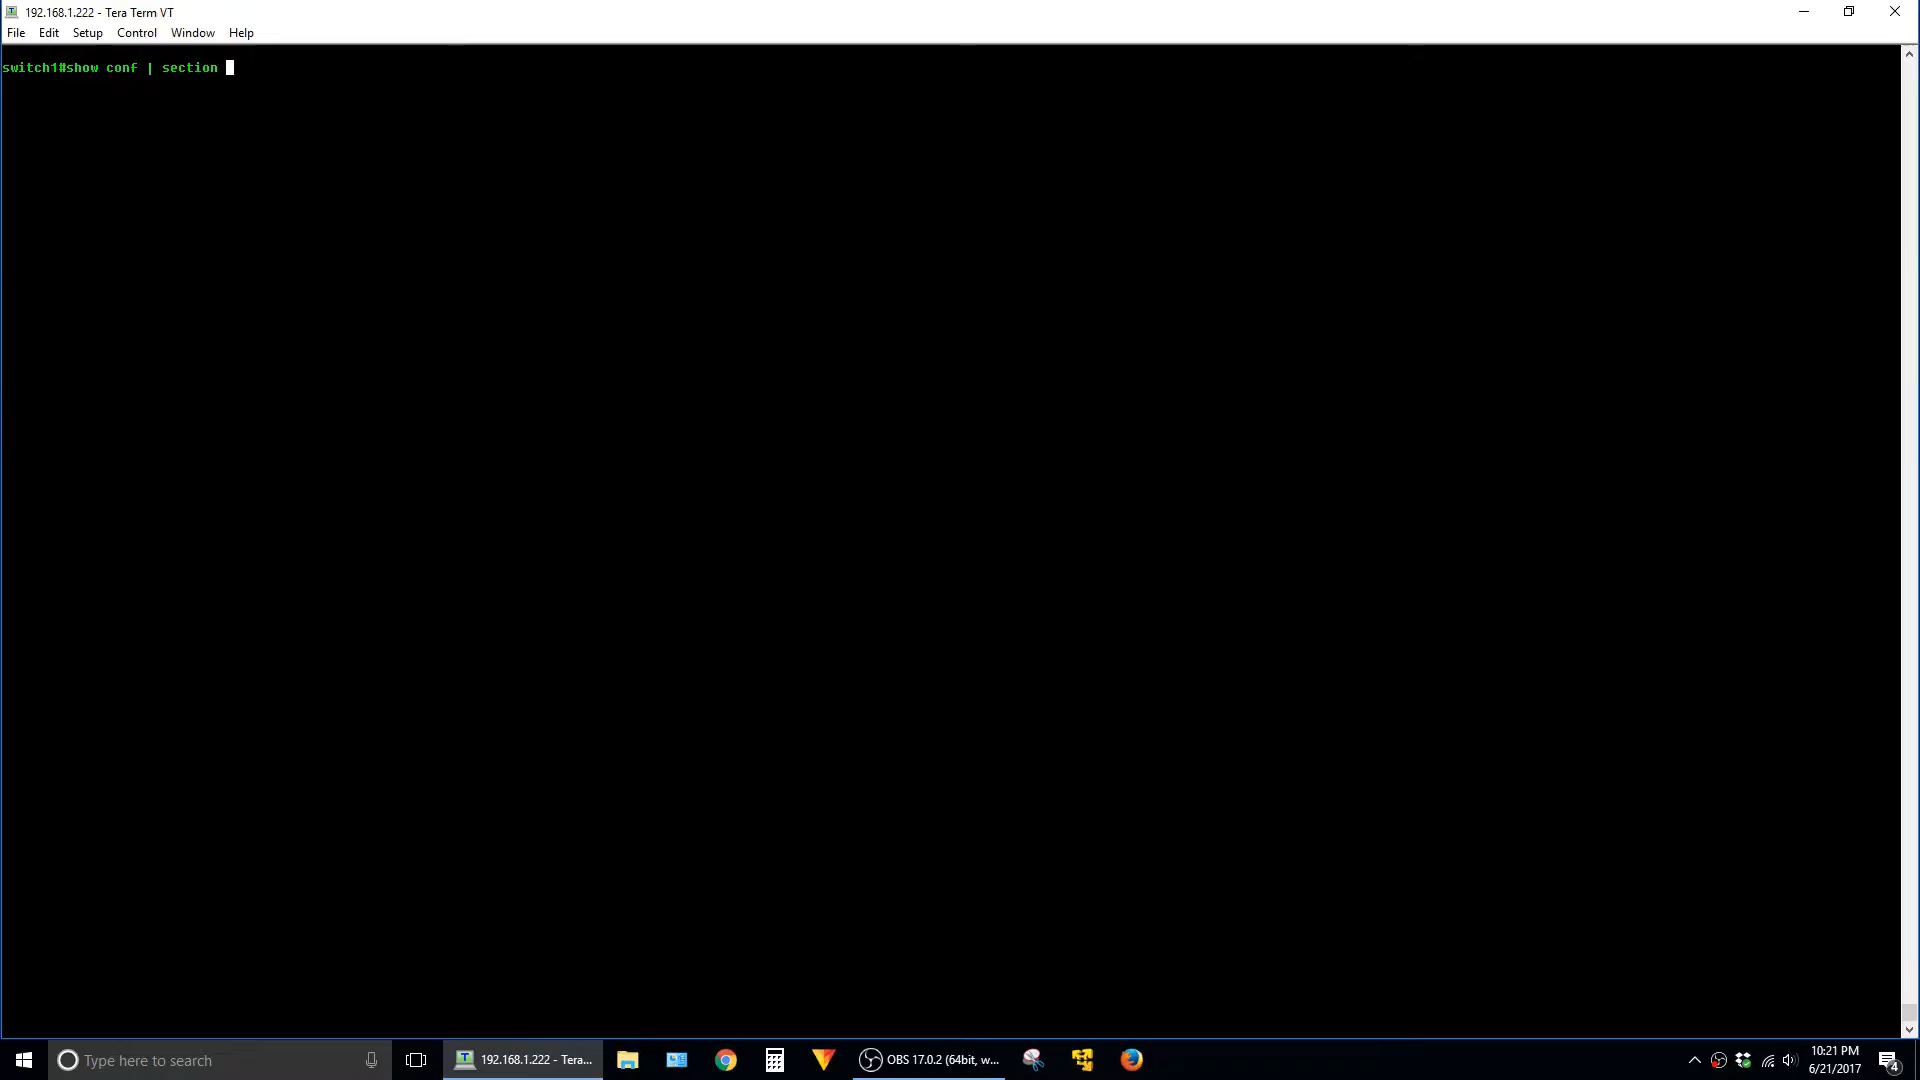 192.168.1.222 - Tera Term VT
File Edit Setup Control Window Help
switch1#show conf | section
Type here to search
192.168.1.222 - Tera...
OBS 17.0.2 (64bit, w...
10:21 PM
6/21/2017
4